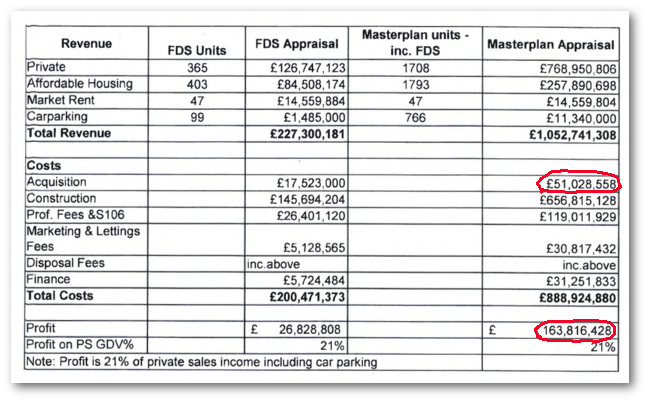 Revenue FDS Units FDS Appraisal Masterplan units - inc. FDS Masterplan Appraisal
Private 365 £126,747,123 1708 £768,950,806
Affordable Housing 403 £84,508,174 1793 £257,890,698
Market Rent 47 £14,559,884 47 £14,559,804
Carparking 99 £1,485,000 766 £11,340,000
Total Revenue £227,300,181 £1,052,741,308
Costs
Acquisition £17,523,000 £51,028,558
Construction £145,694,204 £656,815,128
Prof. Fees &S106 £26,401,120 £119,011,929
Marketing & Lettings
Fees £5,128,565 £30,817,432
Disposal Fees inc.above inc.above
Finance £5,724,484 £31,251,833
Total Costs £200,471,373 £888,924,880
Profit £ 26,828,808 £ 163,816,428
Profit on PS GDV% 21% 21%
Note: Profit is 21% of private sales income including car parking